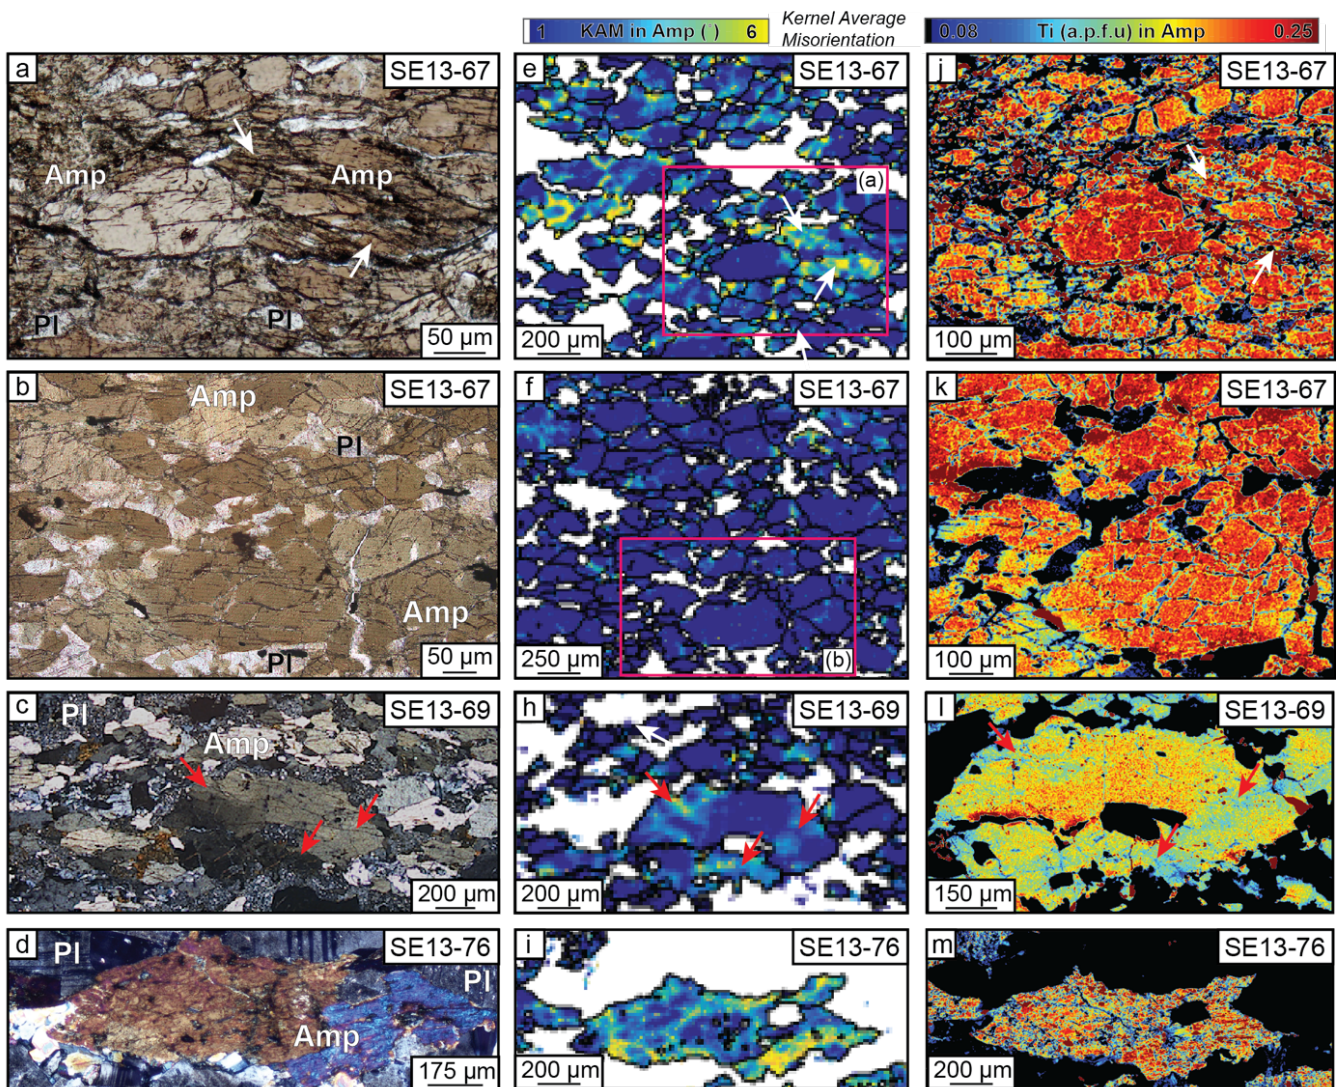 1 KAM in Amp (°) 6
Kernel Average
Misorientation
0.08 Ti (a.p.f.u) in Amp 0.25
a SE13-67
Amp
Amp
Pl
Pl
50 µm
e SE13-67
(a)
200 µm
j SE13-67
100 µm
b SE13-67
Amp
Pl
Amp
Pl
50 µm
f SE13-67
(b)
250 µm
k SE13-67
100 µm
c SE13-69
Pl
Amp
200 µm
h SE13-69
200 µm
l SE13-69
150 µm
d SE13-76
Pl
Pl
Amp
175 µm
i SE13-76
200 µm
m SE13-76
200 µm